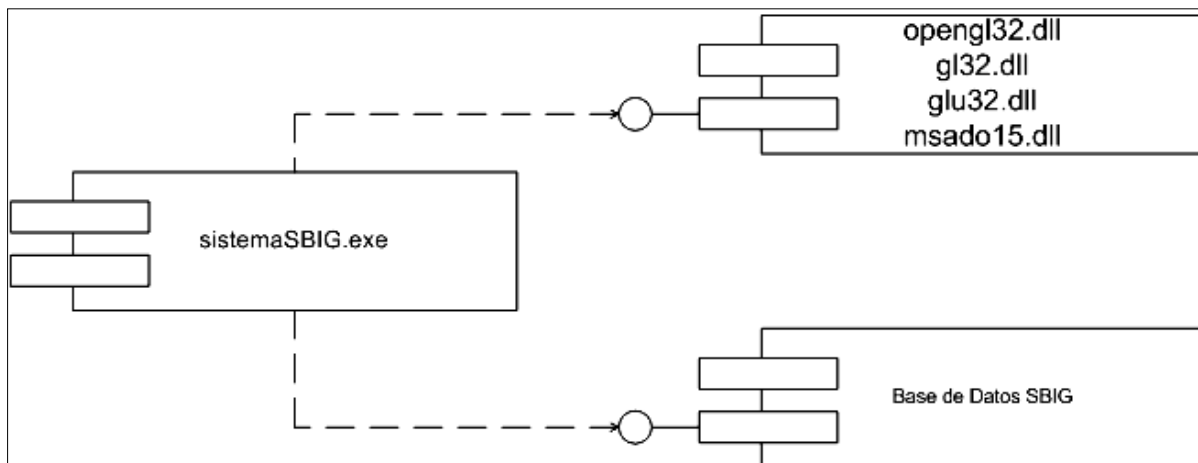 opengl32.dll
gl32.dll
glu32.dll
msado15.dll
sistemaSBIG.exe
Base de Datos SBIG